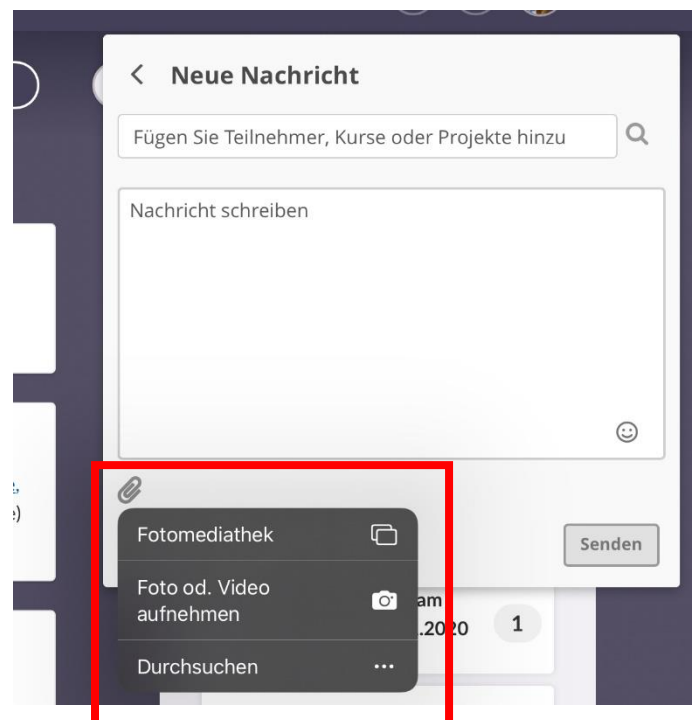 Neue Nachricht
Fügen Sie Teilnehmer, Kurse oder Projekte hinzu
Nachricht schreiben
e)
Fotomediathek
Senden
Foto od. Video
aufnehmen
am
.2020
1
Durchsuchen